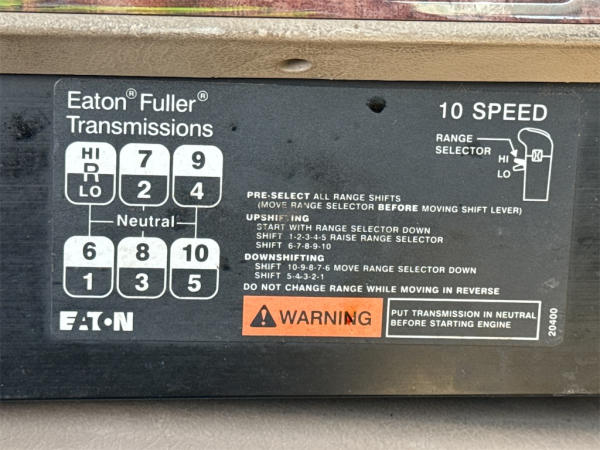 Eaton® Fuller®
Transmissions
10 SPEED
RANGE
SELECTOR
HI
LO
HI
R
LO
7
2
9
4
Neutral
6
1
8
3
10
5
PRE-SELECT ALL RANGE SHIFTS
(MOVE RANGE SELECTOR BEFORE MOVING SHIFT LEVER)
UPSHIFTING
START WITH RANGE SELECTOR DOWN
SHIFT 1-2-3-4-5 RAISE RANGE SELECTOR
SHIFT 6-7-8-9-10
DOWNSHIFTING
SHIFT 10-9-8-7-6 MOVE RANGE SELECTOR DOWN
SHIFT 5-4-3-2-1
DO NOT CHANGE RANGE WHILE MOVING IN REVERSE
EATON
WARNING
PUT TRANSMISSION IN NEUTRAL
BEFORE STARTING ENGINE
20400